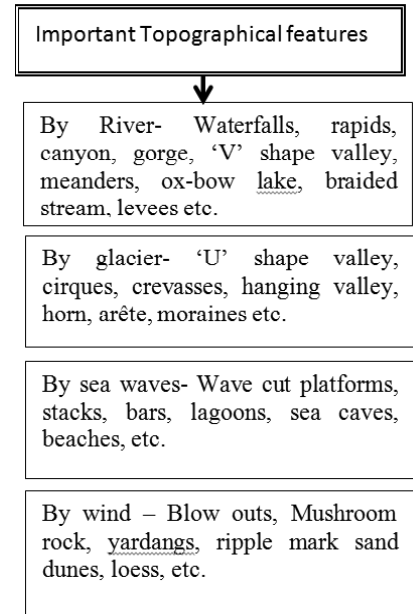 Important Topographical features
By River- Waterfalls, rapids,
canyon, gorge, ‘V’ shape valley,
meanders, ox-bow lake, braided
stream, levees etc.
By glacier- ‘U’ shape valley,
cirques, crevasses, hanging valley,
horn, arête, moraines etc.
By sea waves- Wave cut platforms,
stacks, bars, lagoons, sea caves,
beaches, etc.
By wind – Blow outs, Mushroom
rock, yardangs, ripple mark sand
dunes, loess, etc.